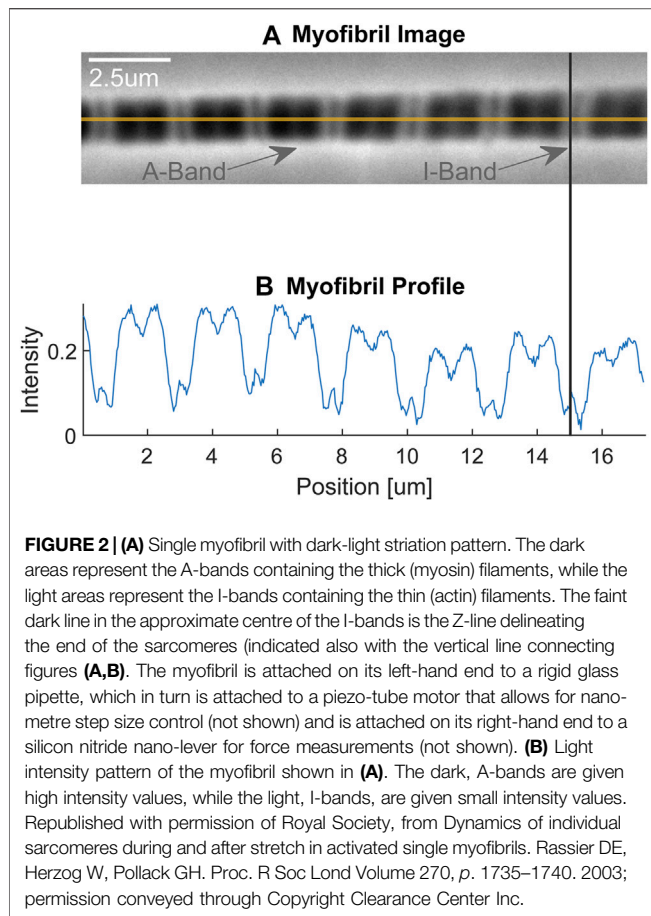 A Myofibril Image
2.5um
A-Band
I-Band
B Myofibril Profile
Intensity
0.2
0
2 4 6 8 10 12 14 16
Position [um]
FIGURE 2 | (A) Single myofibril with dark-light striation pattern. The dark
areas represent the A-bands containing the thick (myosin) filaments, while the
light areas represent the I-bands containing the thin (actin) filaments. The faint
dark line in the approximate centre of the I-bands is the Z-line delineating
the end of the sarcomeres (indicated also with the vertical line connecting
figures (A,B). The myofibril is attached on its left-hand end to a rigid glass
pipette, which in turn is attached to a piezo-tube motor that allows for nano-
metre step size control (not shown) and is attached on its right-hand end to a
silicon nitride nano-lever for force measurements (not shown). (B) Light
intensity pattern of the myofibril shown in (A). The dark, A-bands are given
high intensity values, while the light, I-bands, are given small intensity values.
Republished with permission of Royal Society, from Dynamics of individual
sarcomeres during and after stretch in activated single myofibrils. Rassier DE,
Herzog W, Pollack GH. Proc. R Soc Lond Volume 270, p. 1735–1740. 2003;
permission conveyed through Copyright Clearance Center Inc.